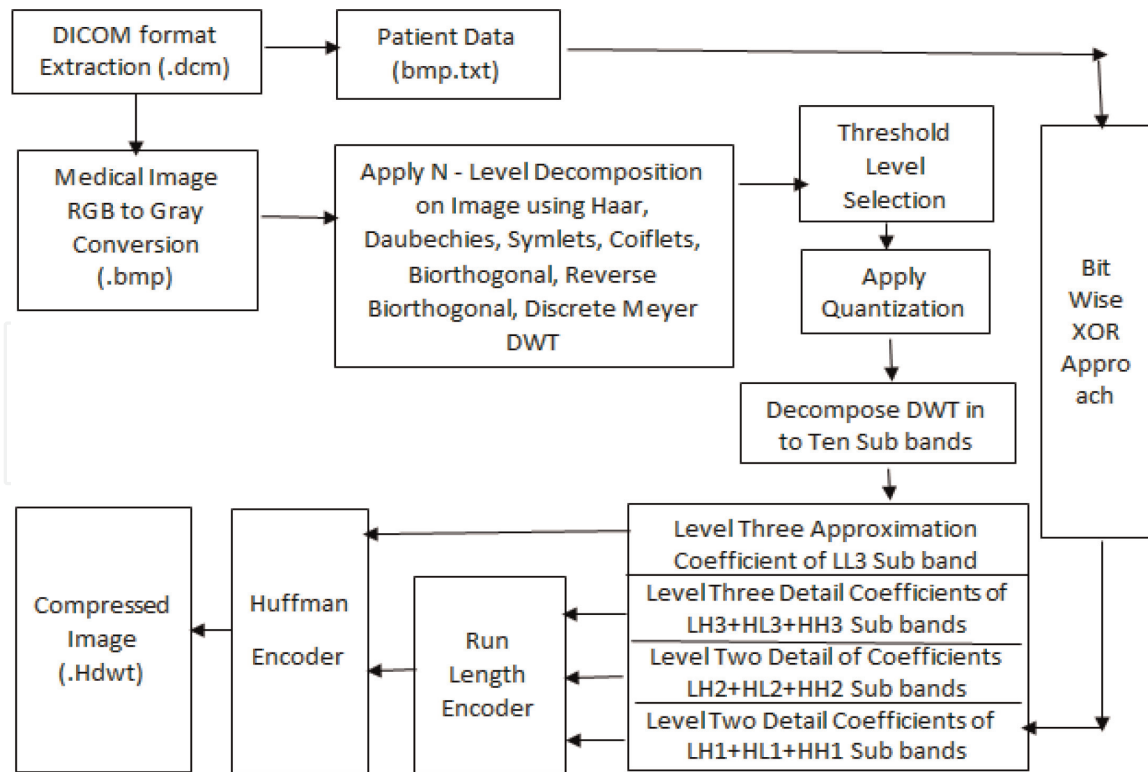 DICOM format
Extraction (.dcm)
Patient Data
(bmp.txt)
Medical Image
RGB to Gray
Conversion
(.bmp)
Apply N - Level Decomposition
on Image using Haar,
Daubechies, Symlets, Coiflets,
Biorthogonal, Reverse
Biorthogonal, Discrete Meyer
DWT
Threshold
Level
Selection
Apply
Quantization
Decompose DWT in
to Ten Sub bands
Bit
Wise
XOR
Appro
ach
Level Three Approximation
Coefficient of LL3 Sub band
Level Three Detail Coefficients of
LH3+HL3+HH3 Sub bands
Level Two Detail of Coefficients
LH2+HL2+HH2 Sub bands
Level Two Detail Coefficients of
LH1+HL1+HH1 Sub bands
Run
Length
Encoder
Huffman
Encoder
Compressed
Image
(.Hdwt)